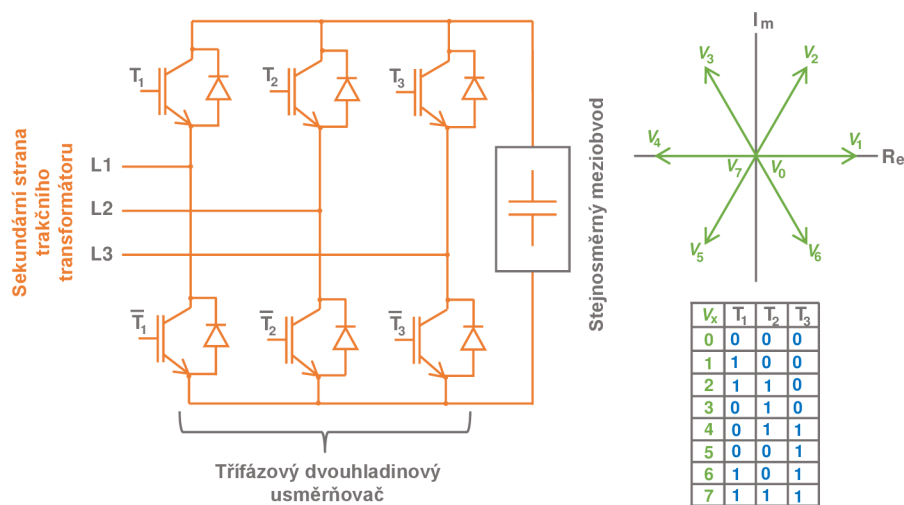 Sekundární strana
trakčního
transformátoru
T1
T2
T3
L1
L2
L3
T̅1
T̅2
T̅3
Třífázový dvouhladinový
usměrňovač
Stejnosměrný meziobvod
Im
Re
V3
V2
V4
V1
V7
V0
V5
V6
Vx T1 T2 T3
0 0 0 0
1 1 0 0
2 1 1 0
3 0 1 0
4 0 1 1
5 0 0 1
6 1 0 1
7 1 1 1